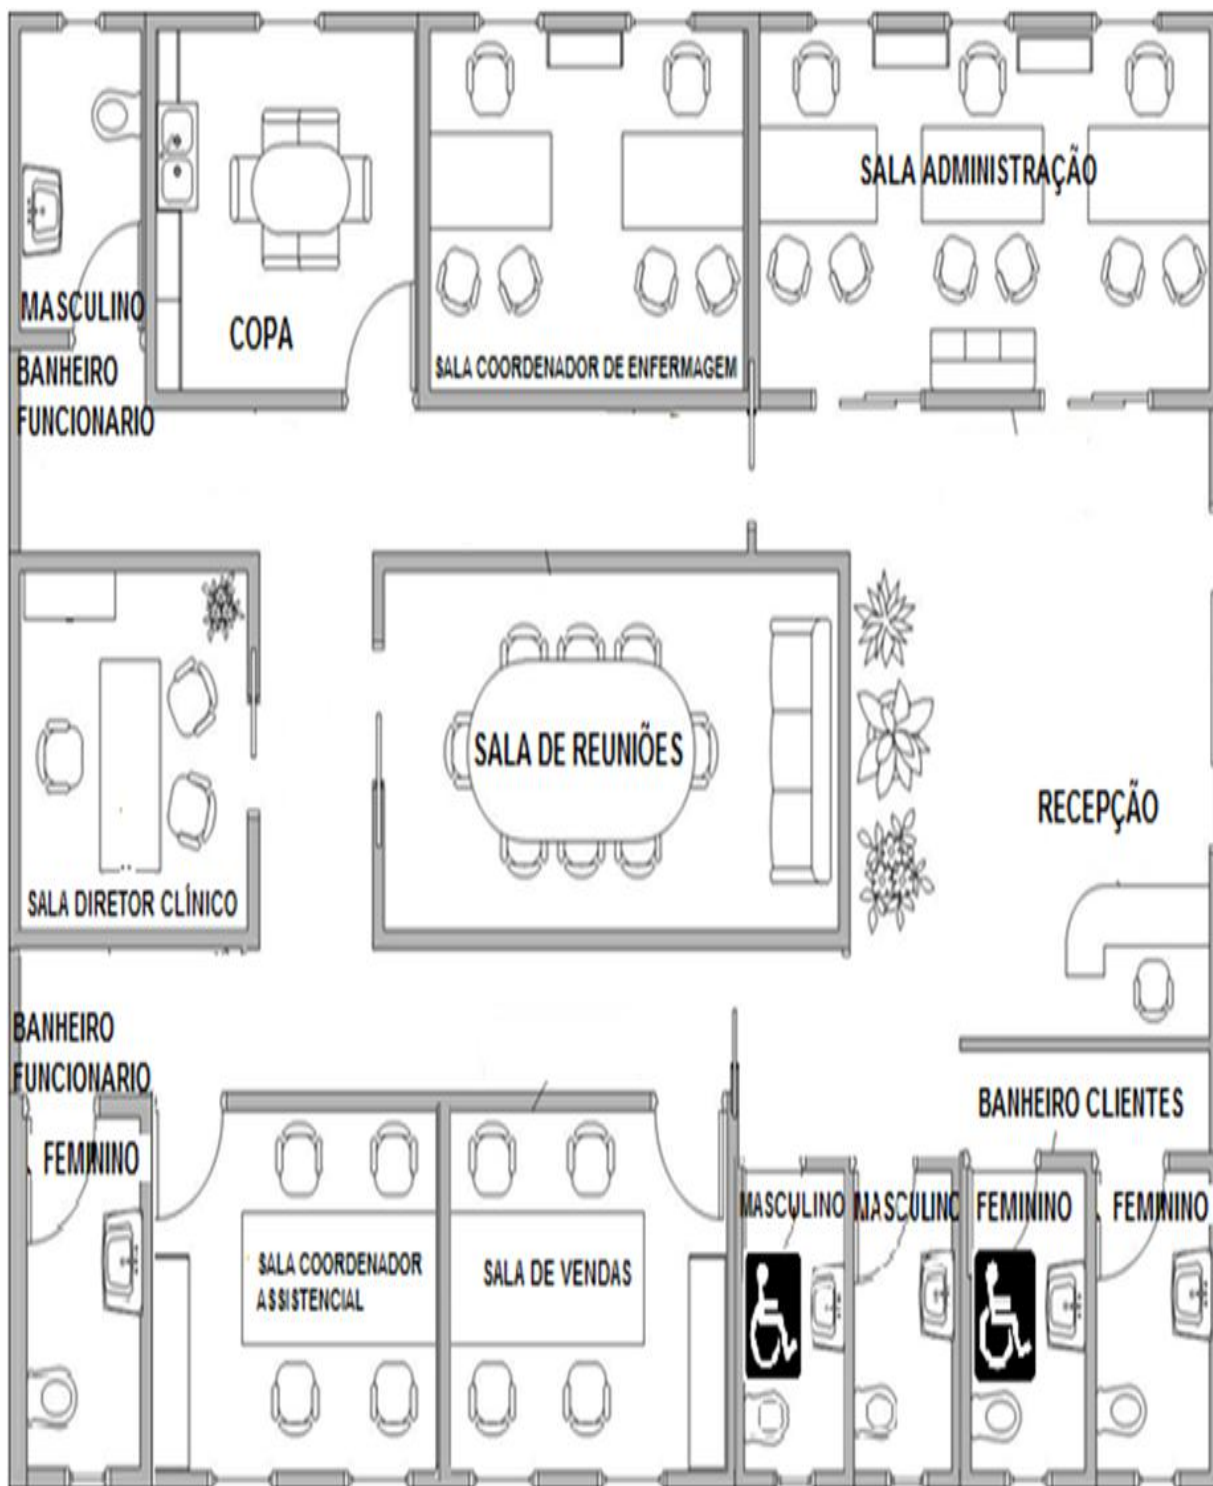 SALA ADMINISTRAÇÃO
MASCULINO
COPA
SALA COORDENADOR DE ENFERMAGEM
BANHEIRO
FUNCIONARIO
SALA DE REUNIÕES
RECEPÇÃO
SALA DIRETOR CLÍNICO
BANHEIRO
FUNCIONARIO
FEMININO
BANHEIRO CLIENTES
MASCULINO
MASCULINO
FEMININO
FEMININO
SALA COORDENADOR
ASSISTENCIAL
SALA DE VENDAS